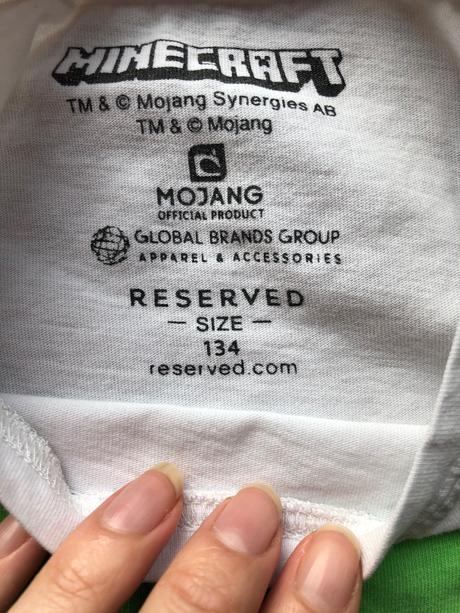 MINECRAFT
TM & © Mojang Synergies AB
TM & © Mojang
MOJANG
OFFICIAL PRODUCT
GLOBAL BRANDS GROUP
APPAREL & ACCESSORIES
RESERVED
— SIZE —
134
reserved.com